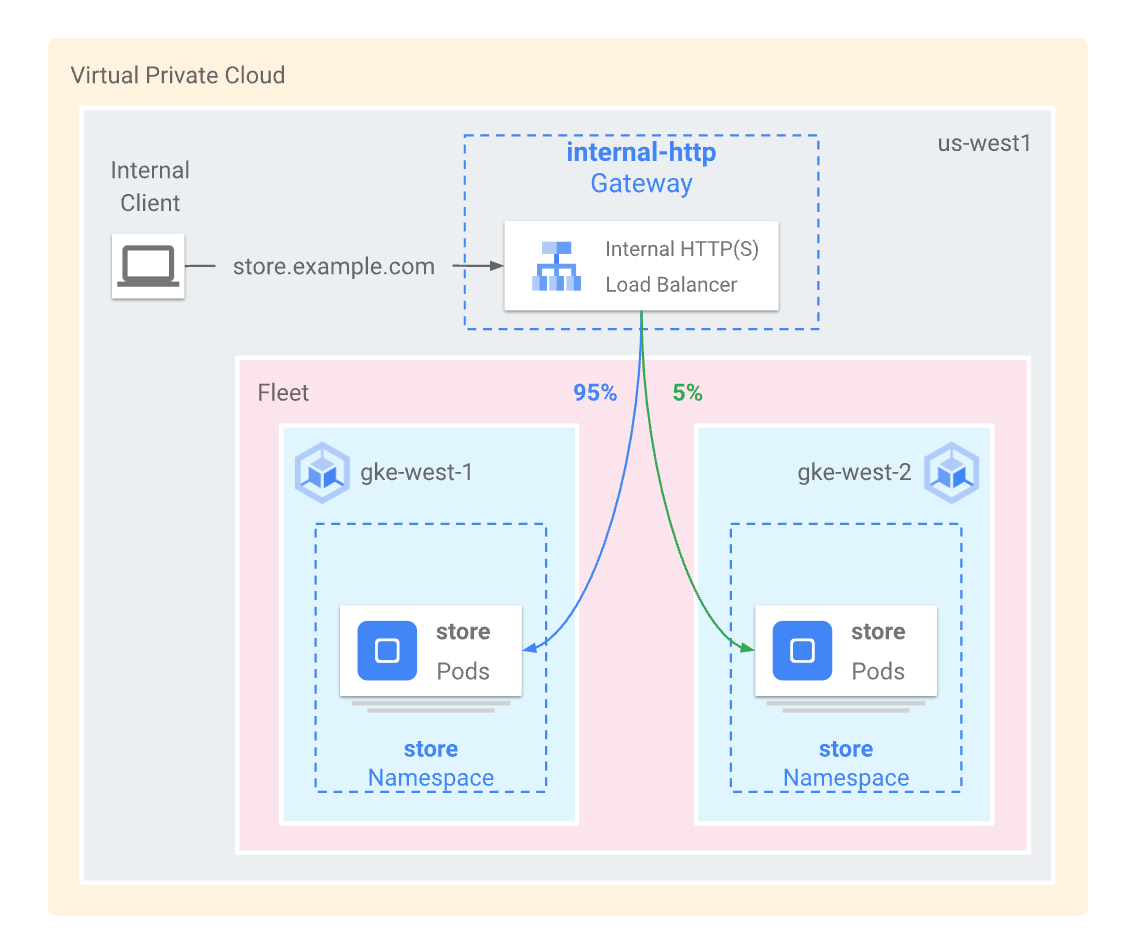 Virtual Private Cloud
us-west1
Internal
Client
store.example.com
internal-http
Gateway
Internal HTTP(S)
Load Balancer
Fleet
95%
5%
gke-west-1
store
Pods
store
Namespace
gke-west-2
store
Pods
store
Namespace